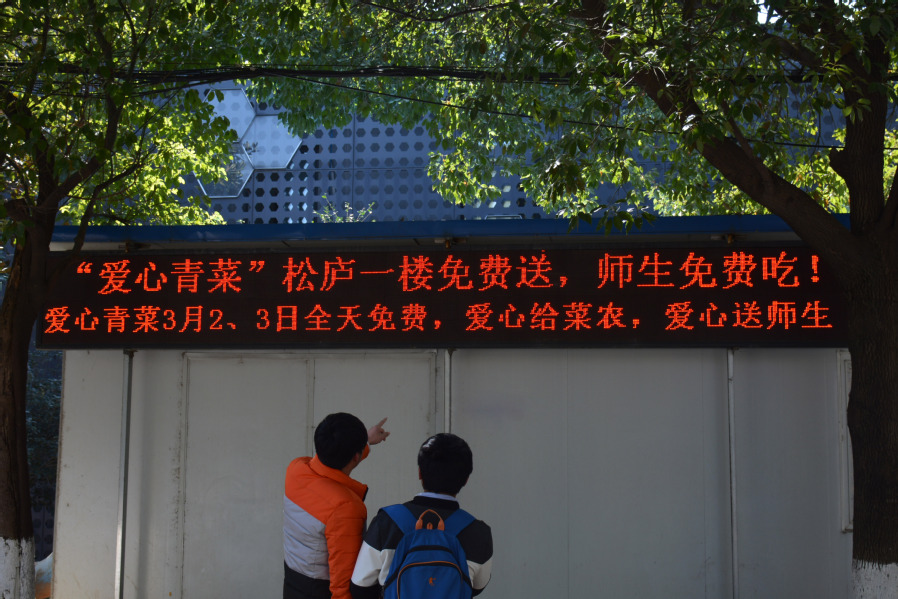 “爱心青菜”松庐一楼免费送，师生免费吃！
爱心青菜3月2、3日全天免费，爱心给菜农，爱心送师生